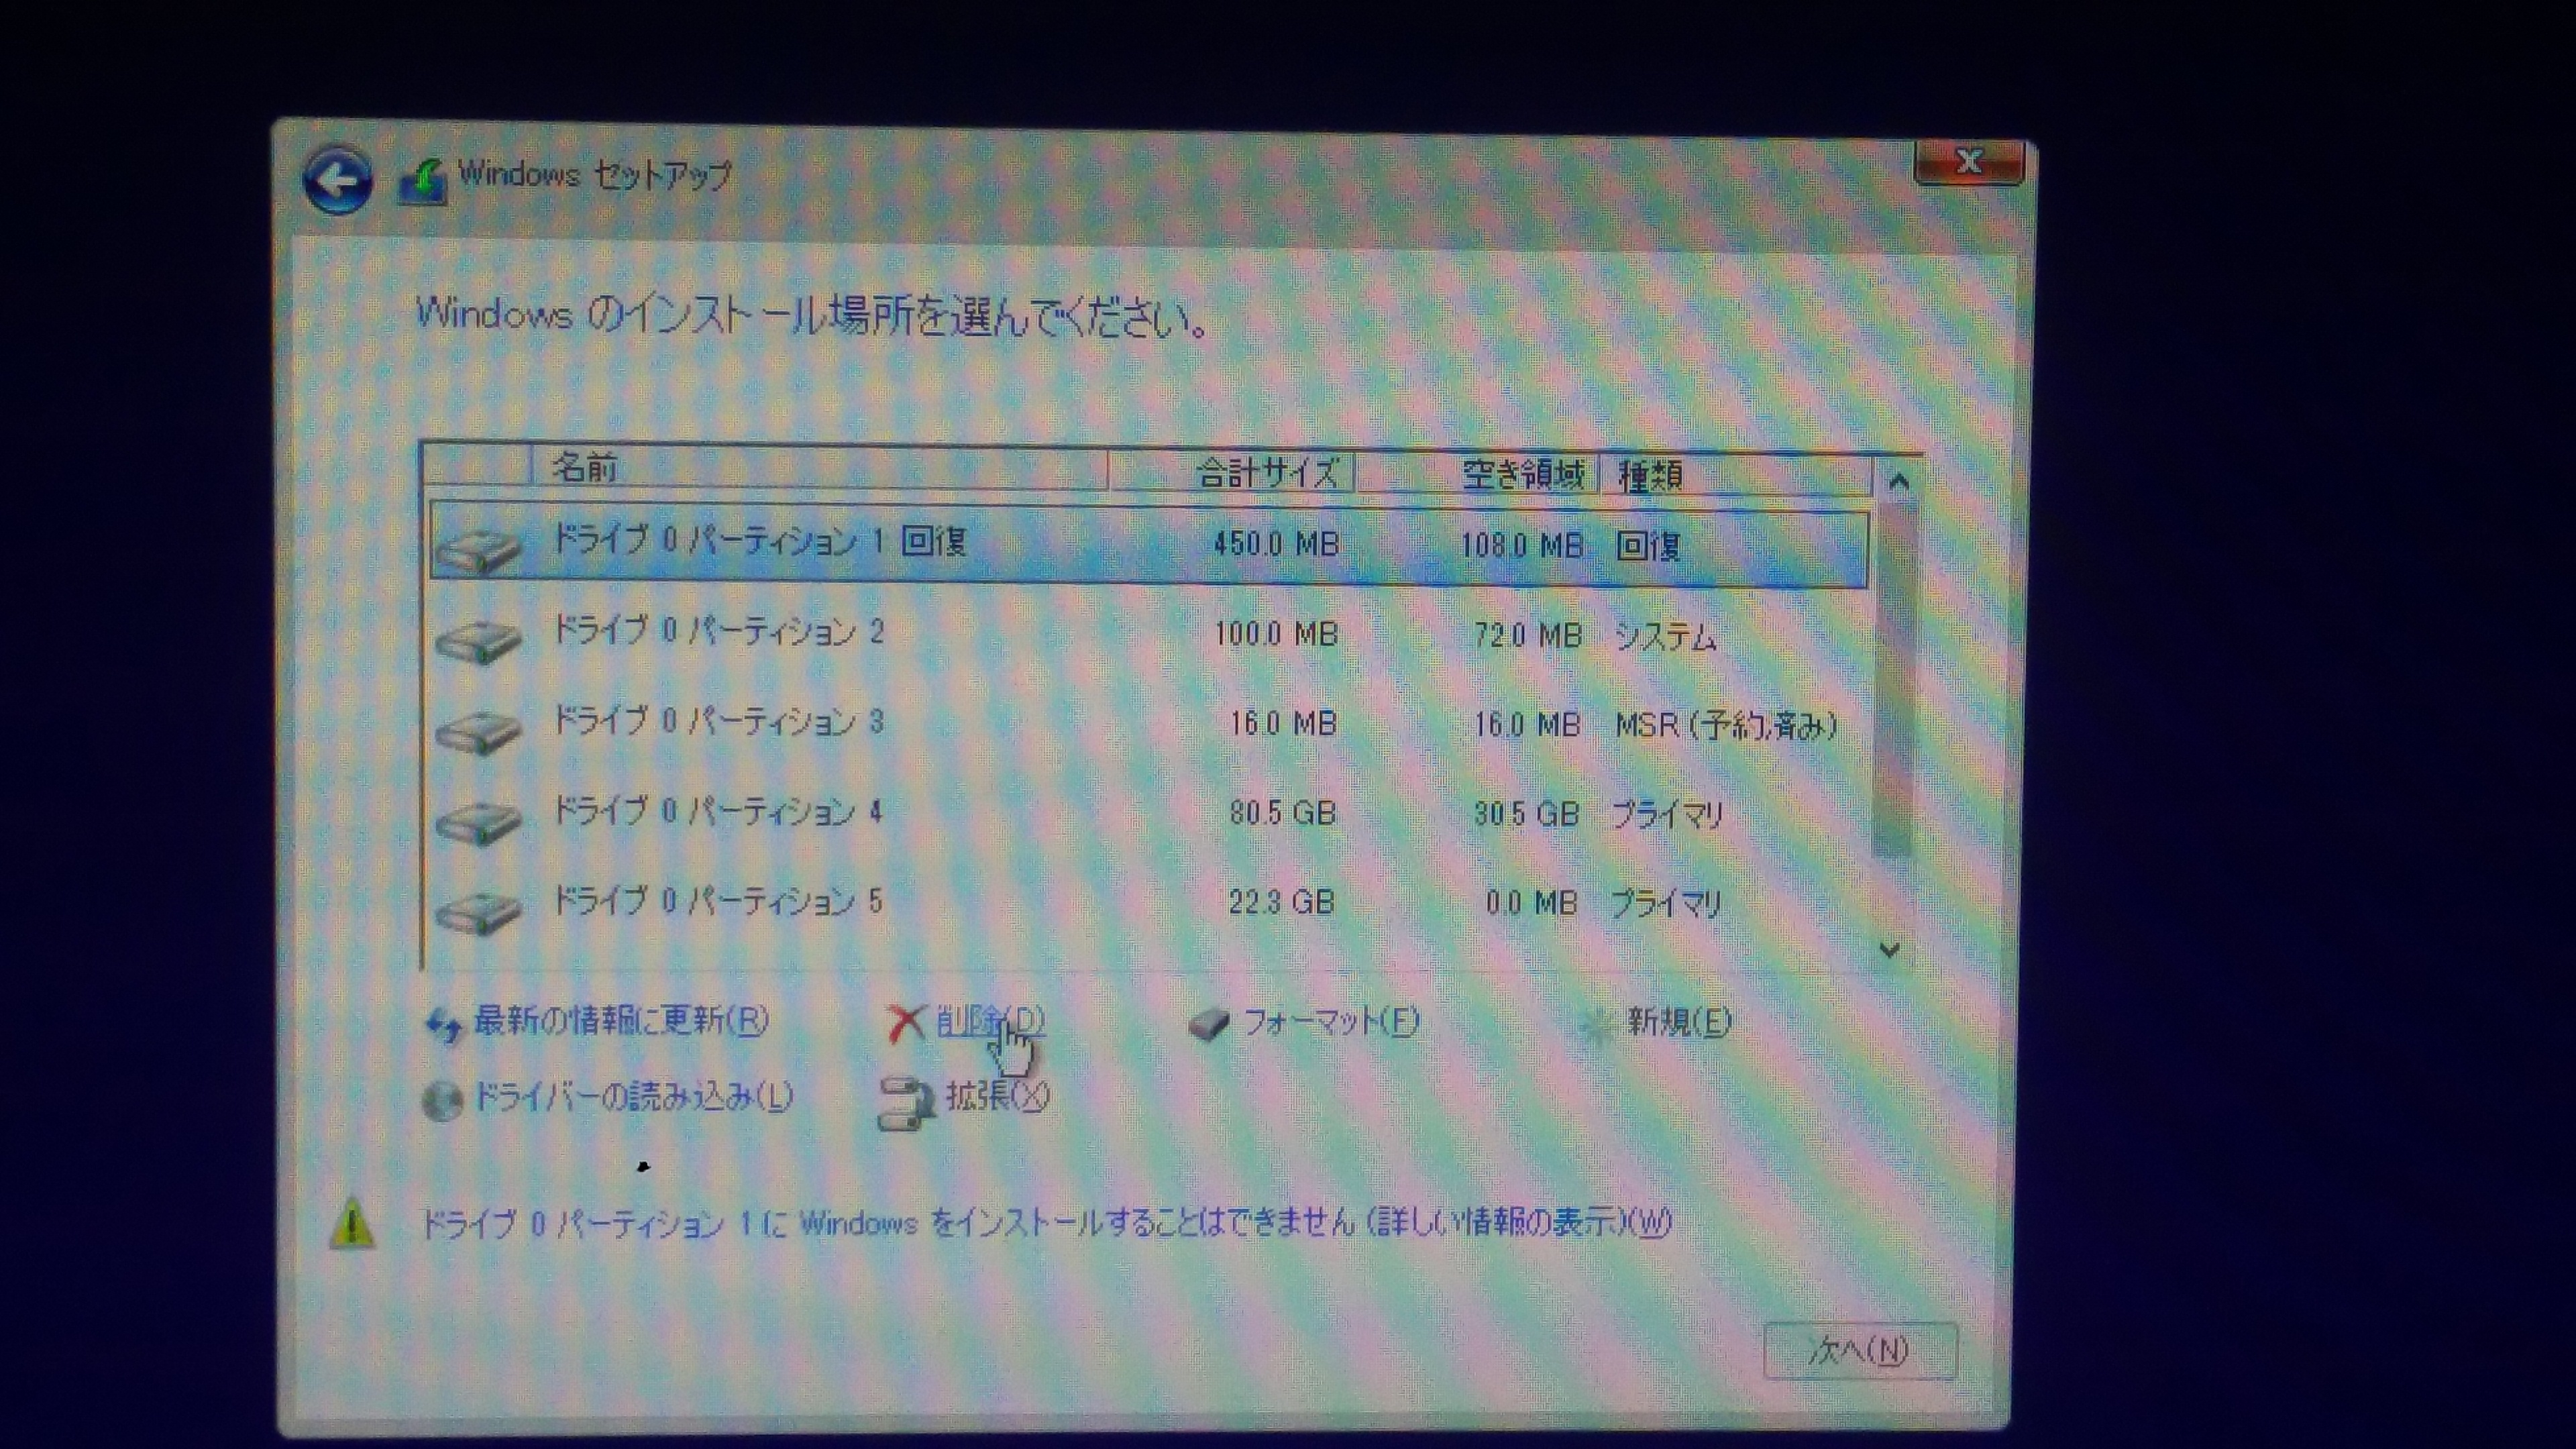 Windows セットアップ
Windows のインストール場所を選んでください。
名前 合計サイズ 空き領域 種類
ドライブ 0 パーティション 1 回復 450.0 MB 108.0 MB 回復
ドライブ 0 パーティション 2 100.0 MB 72.0 MB システム
ドライブ 0 パーティション 3 16.0 MB 16.0 MB MSR (予約済み)
ドライブ 0 パーティション 4 80.5 GB 30.5 GB プライマリ
ドライブ 0 パーティション 5 22.3 GB 0.0 MB プライマリ
最新の情報に更新(R) 削除(D) フォーマット(F) 新規(E)
ドライバーの読み込み(L) 拡張(X)
ドライブ 0 パーティション 1 に Windows をインストールすることはできません (詳しい情報の表示)(W)
次へ(N)